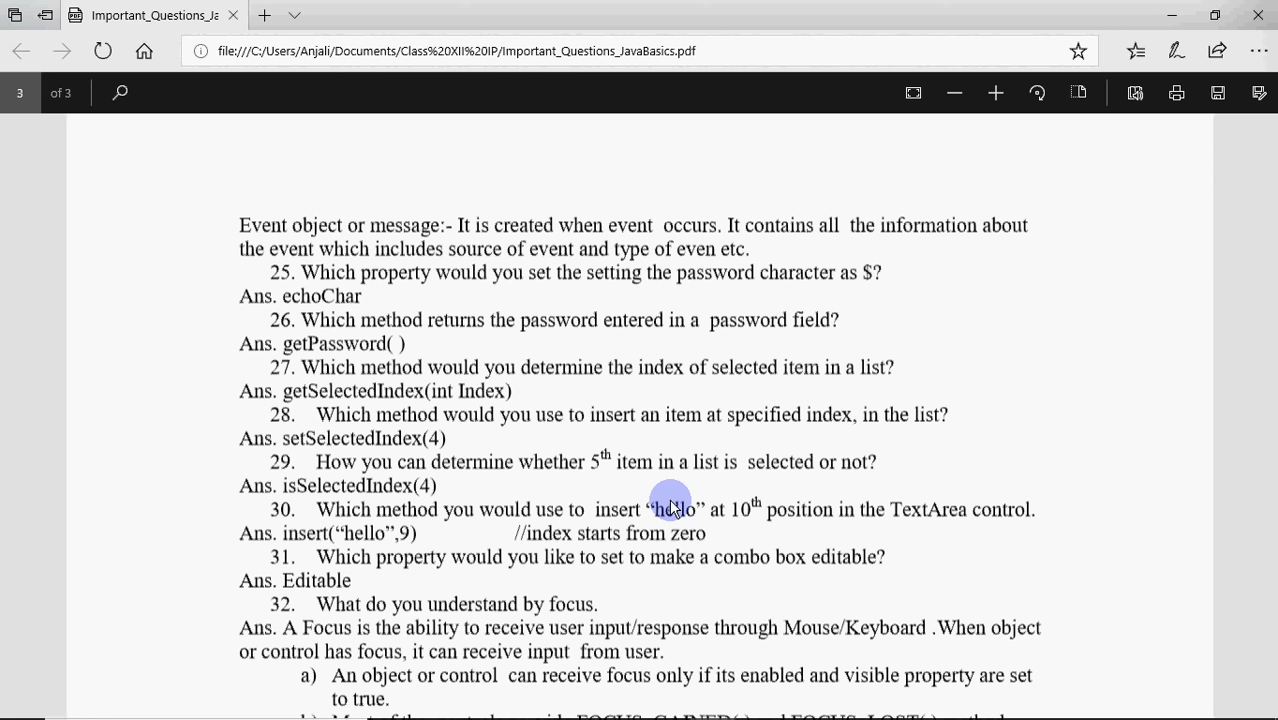 Important_Questions_Ja
file:///C:/Users/Anjali/Documents/Class%20XII%20IP/Important_Questions_JavaBasics.pdf
3 of 3
Event object or message:- It is created when event occurs. It contains all the information about
the event which includes source of event and type of even etc.
25. Which property would you set the setting the password character as $?
Ans. echoChar
26. Which method returns the password entered in a password field?
Ans. getPassword( )
27. Which method would you determine the index of selected item in a list?
Ans. getSelectedIndex(int Index)
28. Which method would you use to insert an item at specified index, in the list?
Ans. setSelectedIndex(4)
29. How you can determine whether 5th item in a list is selected or not?
Ans. isSelectedIndex(4)
30. Which method you would use to insert “hello” at 10th position in the TextArea control.
Ans. insert(“hello”,9) //index starts from zero
31. Which property would you like to set to make a combo box editable?
Ans. Editable
32. What do you understand by focus.
Ans. A Focus is the ability to receive user input/response through Mouse/Keyboard .When object
or control has focus, it can receive input from user.
a) An object or control can receive focus only if its enabled and visible property are set
to true.